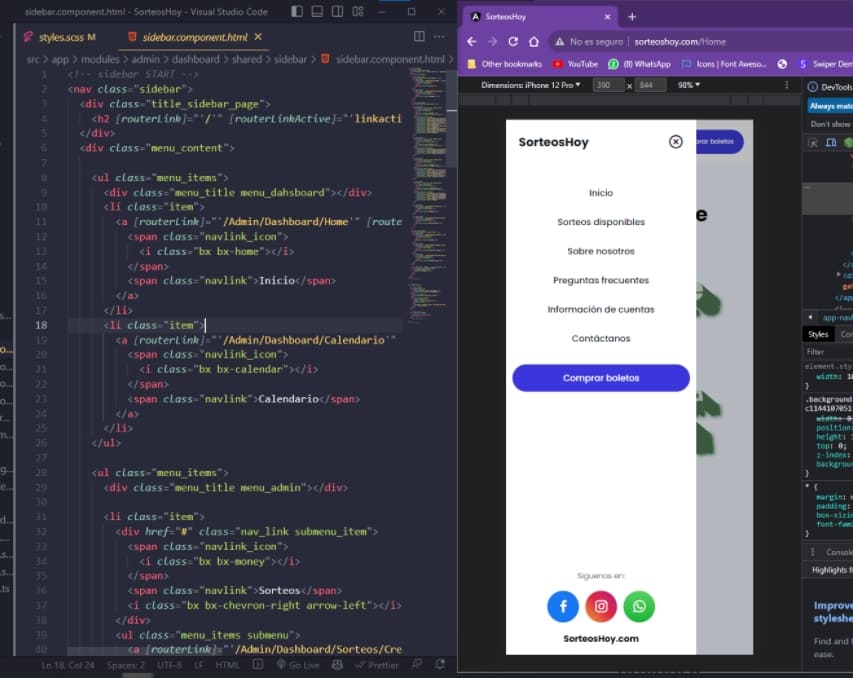 sidebar.component.html - SorteosHoy - Visual Studio Code
styles.scss M
sidebar.component.html
src > app > modules > admin > dashboard > shared > sidebar > sidebar.component.html >
1 <!-- sidebar START -->
2 <nav class="sidebar">
3 <div class="title_sidebar_page">
4 <h2 [routerLink]="'/'" [routerLinkActive]="'linkacti
5 </div>
6 <div class="menu_content">
7
8 <ul class="menu_items">
9 <div class="menu_title menu_dahsboard"></div>
10 <li class="item">
11 <a [routerLink]="'/Admin/Dashboard/Home'" [route
12 <span class="navlink_icon">
13 <i class="bx bx-home"></i>
14 </span>
15 <span class="navlink">Inicio</span>
16 </a>
17 </li>
18 <li class="item">
19 <a [routerLink]="'/Admin/Dashboard/Calendario'"
20 <span class="navlink_icon">
21 <i class="bx bx-calendar"></i>
22 </span>
23 <span class="navlink">Calendario</span>
24 </a>
25 </li>
26 </ul>
27
28 <ul class="menu_items">
29 <div class="menu_title menu_admin"></div>
30
31 <li class="item">
32 <div href="#" class="nav_link submenu_item">
33 <span class="navlink_icon">
34 <i class="bx bx-money"></i>
35 </span>
36 <span class="navlink">Sorteos</span>
37 <i class="bx bx-chevron-right arrow-left"></i>
38 </div>
39 <ul class="menu_items submenu">
40 <a [routerLink]="'/Admin/Dashboard/Sorteos/Cre
Ln 18, Col 24 Spaces: 2 UTF-8 LF HTML Go Live Prettier
SorteosHoy
No es seguro | sorteoshoy.com/Home
Other bookmarks YouTube (8) WhatsApp Icons | Font Aweso... Swiper Dem
Dimensions: iPhone 12 Pro 390 x 844 98%
DevTools
Always matc
Don't show
SorteosHoy
rar boletos
Inicio
Sorteos disponibles
Sobre nosotros
Preguntas frecuentes
Información de cuentas
Contáctanos
Comprar boletos
Síguenos en:
SorteosHoy.com
e
app-nav
Styles Co
Filter
element.sty
width: 10
}
.background
c1144107051
position:
height: 1
top: 0;
z-index:
backgroun
}
* {
margin:
padding:
box-sizin
font-fami
}
Console
Highlights f
Improve
styleshe
Find and f
ease.